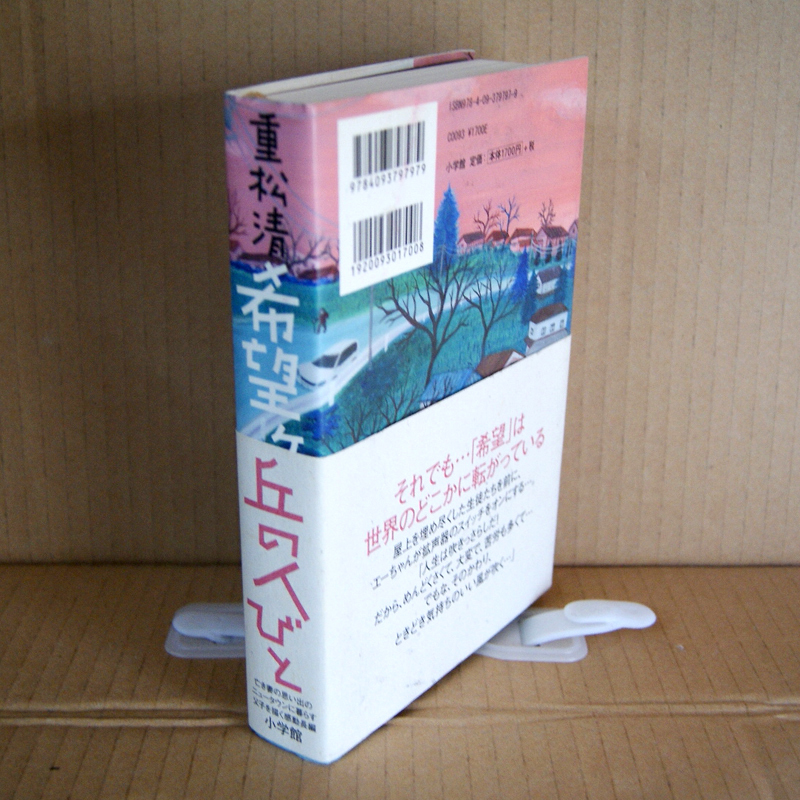 重松清
希望ヶ
丘の人びと
亡き妻の思い出の
ニュータウンに暮らす
父子を描く感動長編
小学館
ISBN978-4-09-379797-9
C0093 ¥1700E
小学館 定価:本体1700円+税
9784093797979
1920093017008
それでも…「希望」は
世界のどこかに転がっている
屋上を埋め尽くした生徒たちを前に、
エーちゃんが拡声器のスイッチをオンにする…。
「人生は吹きっさらしだ!
だから、めんどくさくて、大変で、苦労も多くて…
でもな、そのかわり、
ときどき気持ちのいい風が吹く…」